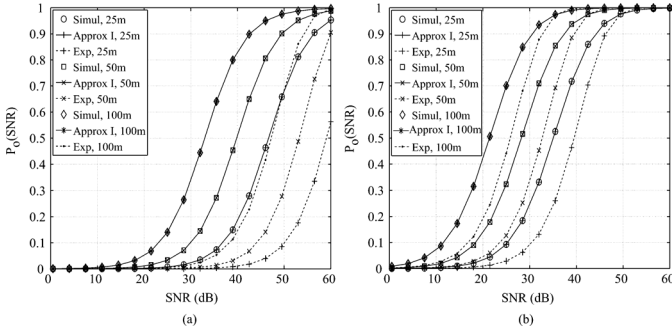 1
0.9
0.8
0.7
0.6
0.5
0.4
0.3
0.2
0.1
0
P₀(SNR)
Simul, 25m
Approx I, 25m
Exp, 25m
Simul, 50m
Approx I, 50m
Exp, 50m
Simul, 100m
Approx I, 100m
Exp, 100m
0 10 20 30 40 50 60
SNR (dB)
(a)
1
0.9
0.8
0.7
0.6
0.5
0.4
0.3
0.2
0.1
0
P₀(SNR)
Simul, 25m
Approx I, 25m
Exp, 25m
Simul, 50m
Approx I, 50m
Exp, 50m
Simul, 100m
Approx I, 100m
Exp, 100m
0 10 20 30 40 50 60
SNR (dB)
(b)